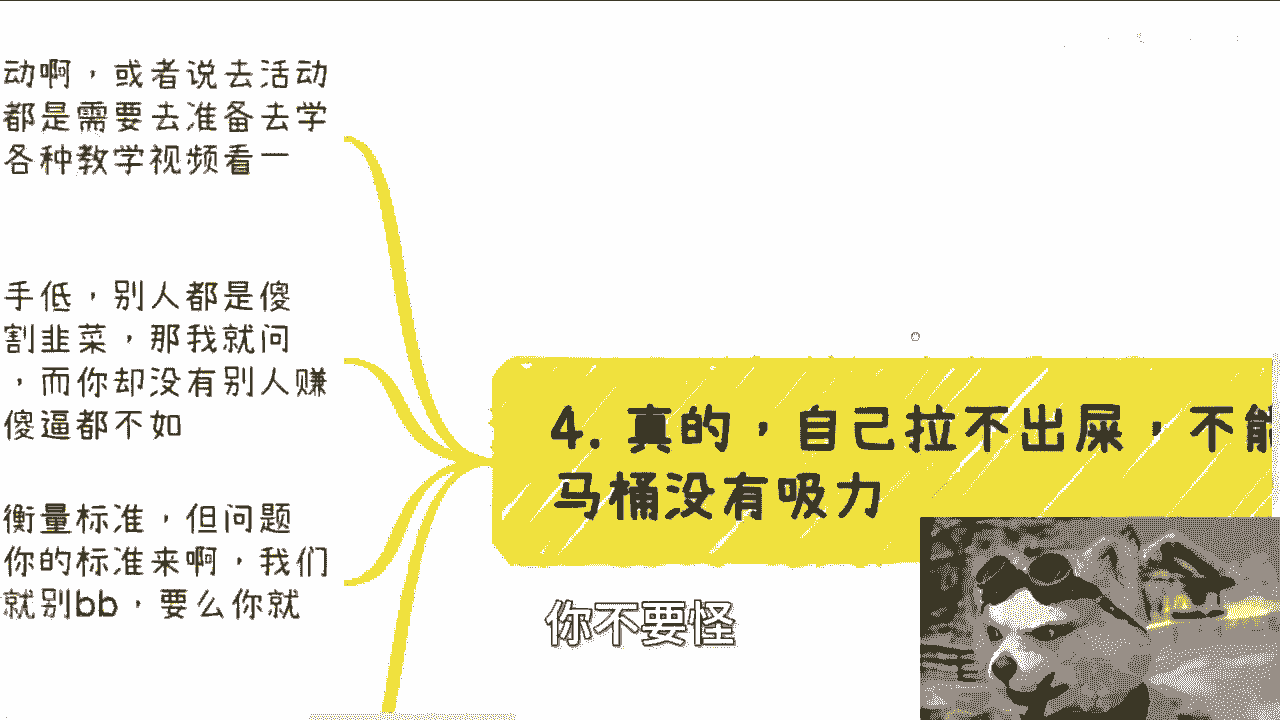 动啊，或者说去活动
都是需要去准备去学
各种教学视频看一
手低，别人都是傻
割韭菜，那我就问
，而你却没有别人赚
傻逼都不如
衡量标准，但问题
你的标准来啊，我们
就别bb，要么你就
4. 真的，自己拉不出屎，不能
马桶没有吸力
你不要怪